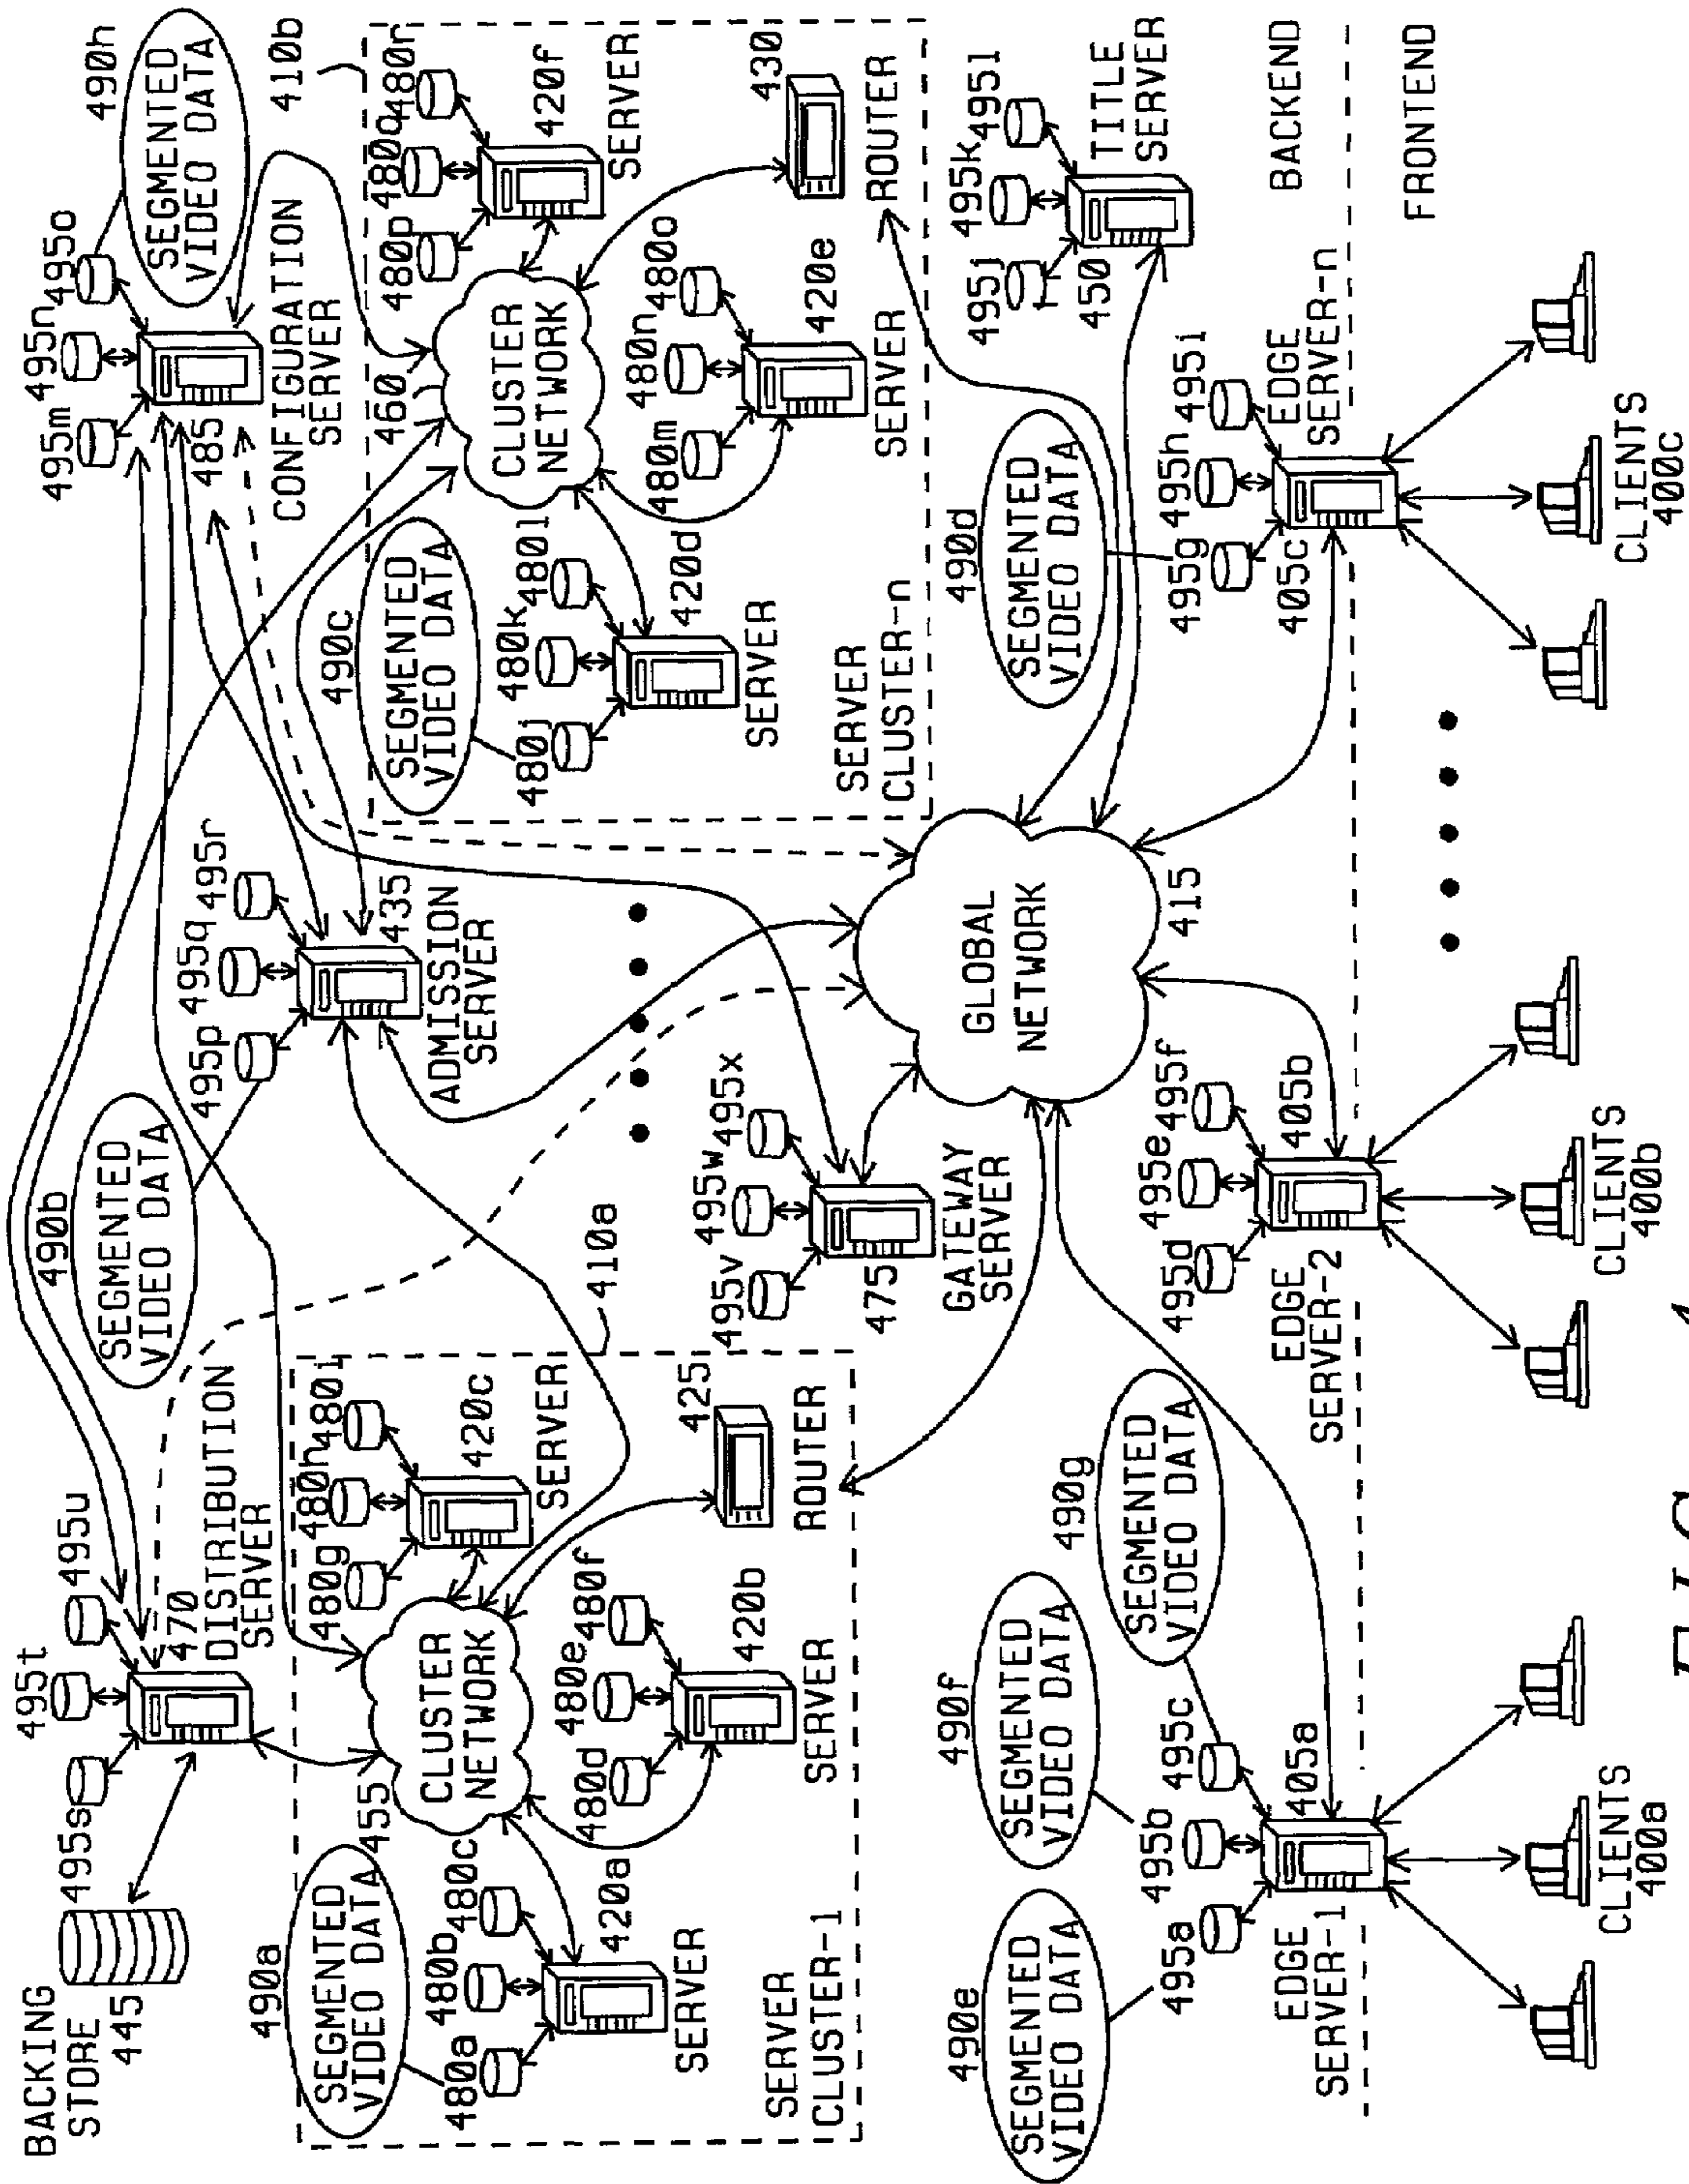 BACKING
STORE
445
495s
495t
495u
470
DISTRIBUTION
SERVER
490b
SEGMENTED
VIDEO DATA
495p
495q
495r
435
ADMISSION
SERVER
495m
495n
495o
485
CONFIGURATION
SERVER
490h
SEGMENTED
VIDEO DATA
410b
490a
SEGMENTED
VIDEO DATA
455
CLUSTER
NETWORK
480a
480b
480c
420a
SERVER
480d
480e
480f
420b
SERVER
480g
480h
480i
420c
SERVER
425
ROUTER
SERVER
CLUSTER-1
410a
495v
495w
495x
475
GATEWAY
SERVER
490c
SEGMENTED
VIDEO DATA
460
CLUSTER
NETWORK
480j
480k
480l
420d
SERVER
480m
480n
480o
420e
SERVER
480p
480q
480r
420f
SERVER
430
ROUTER
SERVER
CLUSTER-n
GLOBAL
NETWORK
415
490d
SEGMENTED
VIDEO DATA
495j
495k
495l
450
TITLE
SERVER
490e
SEGMENTED
VIDEO DATA
490f
SEGMENTED
VIDEO DATA
490g
SEGMENTED
VIDEO DATA
495a
495b
495c
405a
EDGE
SERVER-1
495d
495e
495f
405b
EDGE
SERVER-2
495g
495h
495i
405c
EDGE
SERVER-n
BACKEND
FRONTEND
CLIENTS
400a
CLIENTS
400b
CLIENTS
400c
FIG. 4